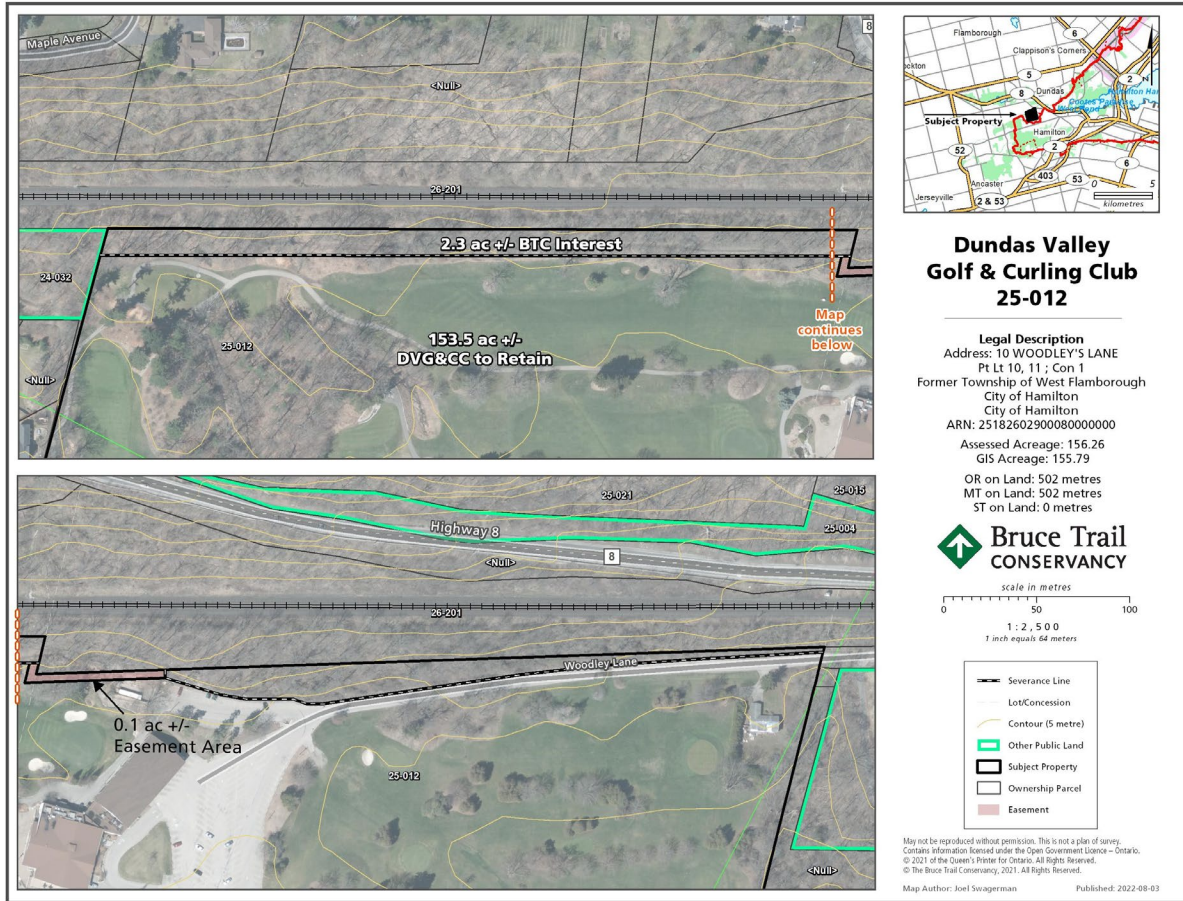 Maple Avenue
8
<Null>
26-201
24-032
2.3 ac +/- BTC Interest
25-012
153.5 ac +/-
DVG&CC to Retain
Map
continues
below
<Null>
25-021
25-015
25-004
Highway 8
8
<Null>
26-201
Woodley Lane
0.1 ac +/-
Easement Area
25-012
<Null>
Flamborough
6
Clappison's Corners
ockton
5
2
N
8
Dundas
Subject Property
Hamilton
52
2
403
6
Ancaster
53
Jerseyville
2 & 53
0 5
kilometres
Dundas Valley
Golf & Curling Club
25-012
Legal Description
Address: 10 WOODLEY'S LANE
Pt Lt 10, 11 ; Con 1
Former Township of West Flamborough
City of Hamilton
City of Hamilton
ARN: 25182602900080000000
Assessed Acreage: 156.26
GIS Acreage: 155.79
OR on Land: 502 metres
MT on Land: 502 metres
ST on Land: 0 metres
Bruce Trail
CONSERVANCY
scale in metres
0 50 100
1 : 2,500
1 inch equals 64 meters
Severance Line
Lot/Concession
Contour (5 metre)
Other Public Land
Subject Property
Ownership Parcel
Easement
May not be reproduced without permission. This is not a plan of survey.
Contains information licensed under the Open Government Licence – Ontario.
© 2021 of the Queen's Printer for Ontario. All Rights Reserved.
© The Bruce Trail Conservancy, 2021. All Rights Reserved.
Map Author: Joel Swagerman Published: 2022-08-03